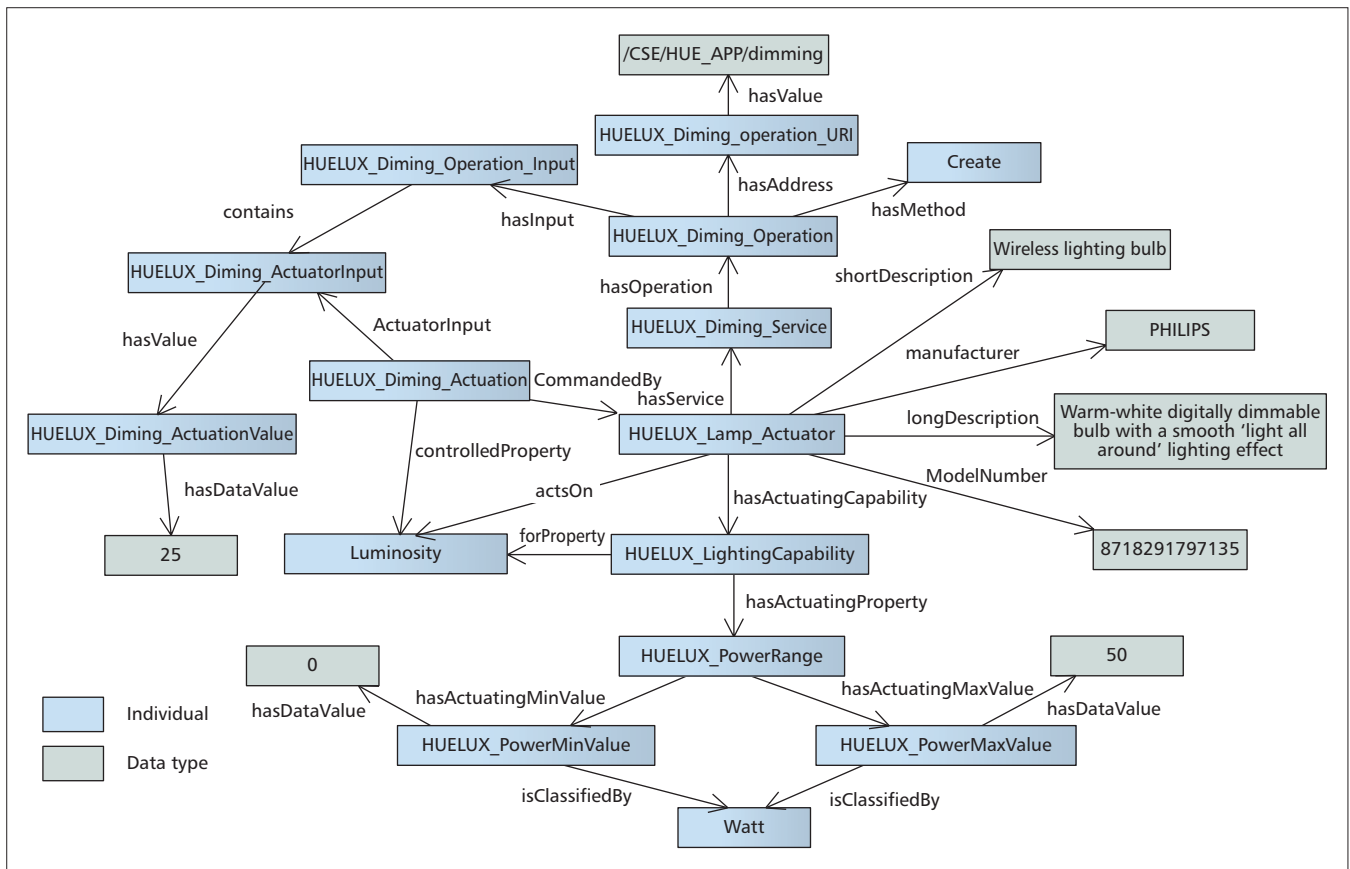 /CSE/HUE_APP/dimming
hasValue
HUELUX_Diming_operation_URI
HUELUX_Diming_Operation_Input
Create
hasAddress
contains
hasInput
hasMethod
HUELUX_Diming_Operation
HUELUX_Diming_ActuatorInput
Wireless lighting bulb
shortDescription
hasOperation
ActuatorInput
HUELUX_Diming_Service
hasValue
PHILIPS
manufacturer
HUELUX_Diming_Actuation
CommandedBy
hasService
longDescription
Warm-white digitally dimmable
bulb with a smooth ‘light all
around’ lighting effect
HUELUX_Diming_ActuationValue
HUELUX_Lamp_Actuator
controlledProperty
ModelNumber
hasDataValue
actsOn
hasActuatingCapability
forProperty
25
Luminosity
HUELUX_LightingCapability
8718291797135
hasActuatingProperty
0
HUELUX_PowerRange
50
hasActuatingMinValue
hasActuatingMaxValue
hasDataValue
hasDataValue
Individual
HUELUX_PowerMinValue
HUELUX_PowerMaxValue
Data type
isClassifiedBy
isClassifiedBy
Watt